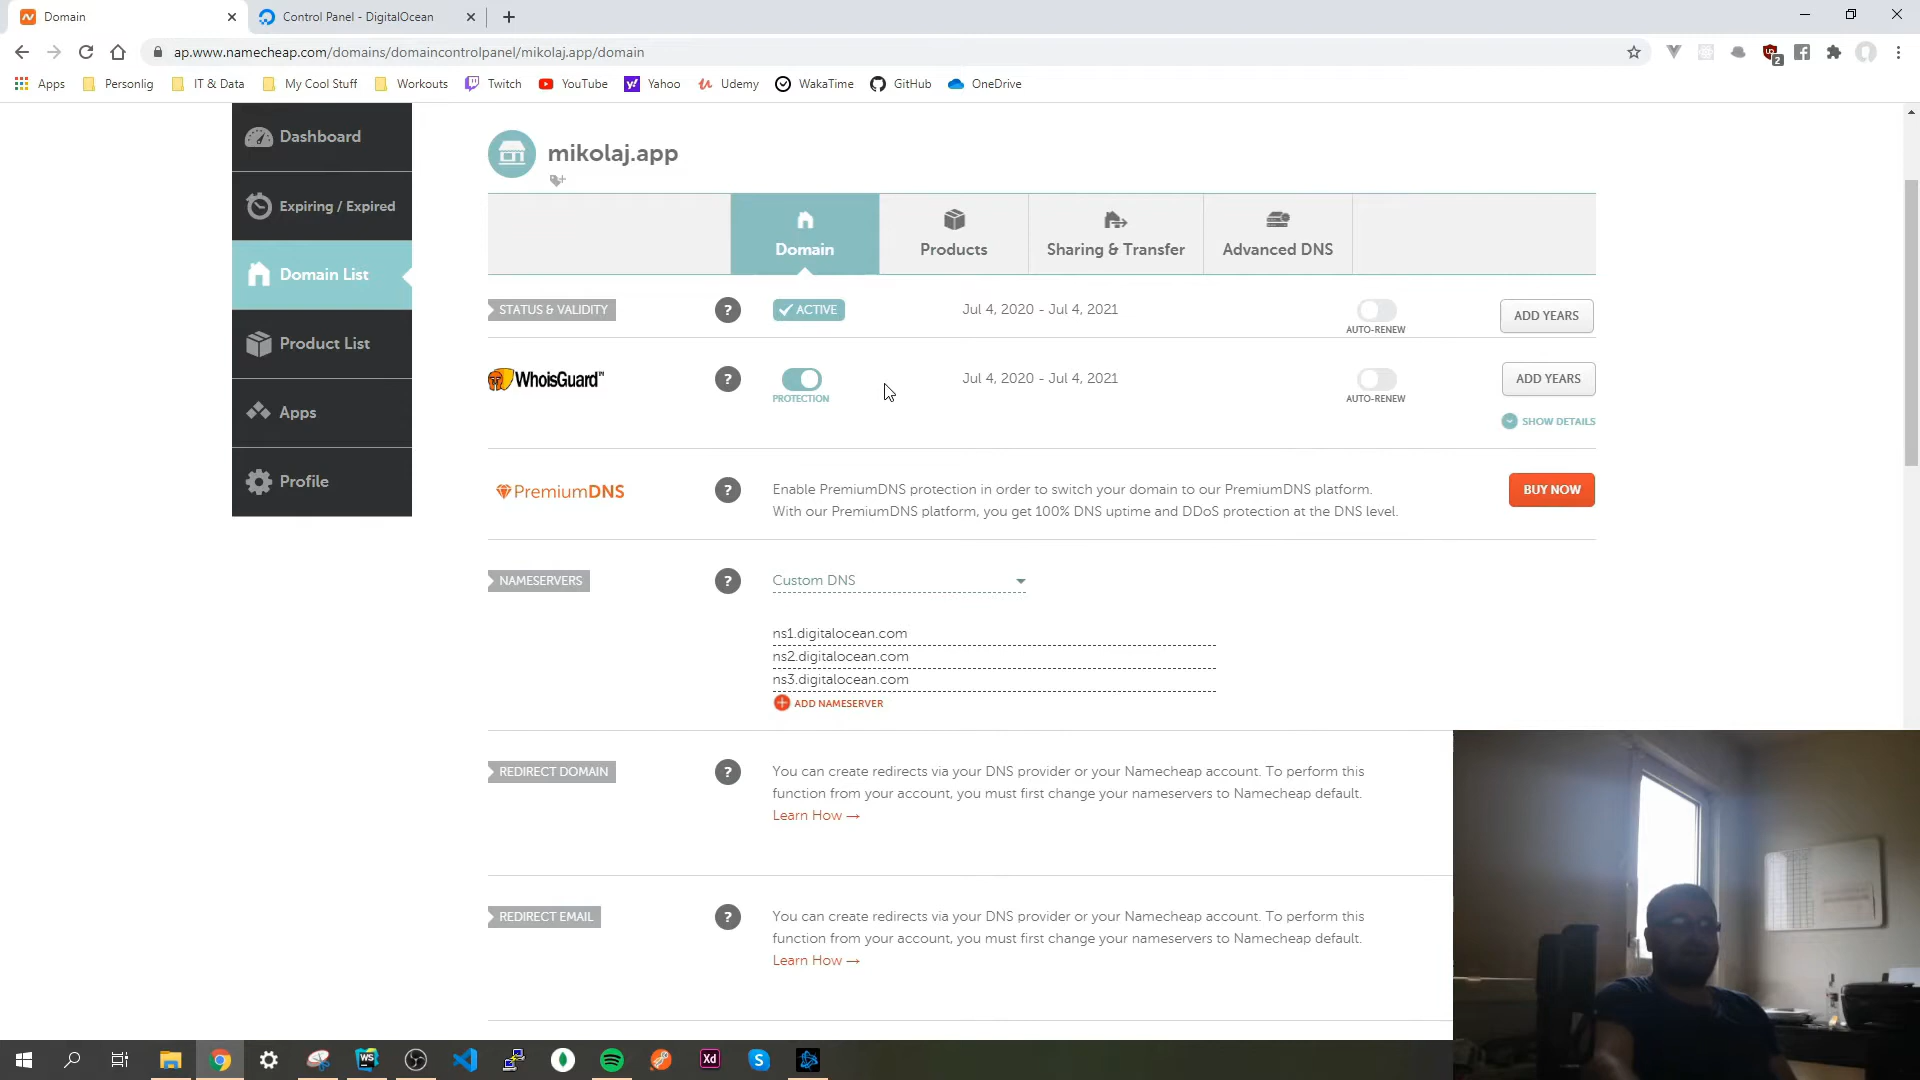 Domain
Control Panel - DigitalOcean
ap.www.namecheap.com/domains/domaincontrolpanel/mikolaj.app/domain
2
Apps
Personlig
IT & Data
My Cool Stuff
Workouts
Twitch
YouTube
Yahoo
Udemy
WakaTime
GitHub
OneDrive
Dashboard
Expiring / Expired
Domain List
Product List
Apps
Profile
mikolaj.app
Domain
Products
Sharing & Transfer
Advanced DNS
STATUS & VALIDITY
?
ACTIVE
Jul 4, 2020 - Jul 4, 2021
AUTO-RENEW
ADD YEARS
WhoisGuard™
?
PROTECTION
Jul 4, 2020 - Jul 4, 2021
AUTO-RENEW
ADD YEARS
SHOW DETAILS
PremiumDNS
?
Enable PremiumDNS protection in order to switch your domain to our PremiumDNS platform.
With our PremiumDNS platform, you get 100% DNS uptime and DDoS protection at the DNS level.
BUY NOW
NAMESERVERS
?
Custom DNS
ns1.digitalocean.com
ns2.digitalocean.com
ns3.digitalocean.com
ADD NAMESERVER
REDIRECT DOMAIN
?
You can create redirects via your DNS provider or your Namecheap account. To perform this
function from your account, you must first change your nameservers to Namecheap default.
Learn How →
REDIRECT EMAIL
?
You can create redirects via your DNS provider or your Namecheap account. To perform this
function from your account, you must first change your nameservers to Namecheap default.
Learn How →
WS
Xd